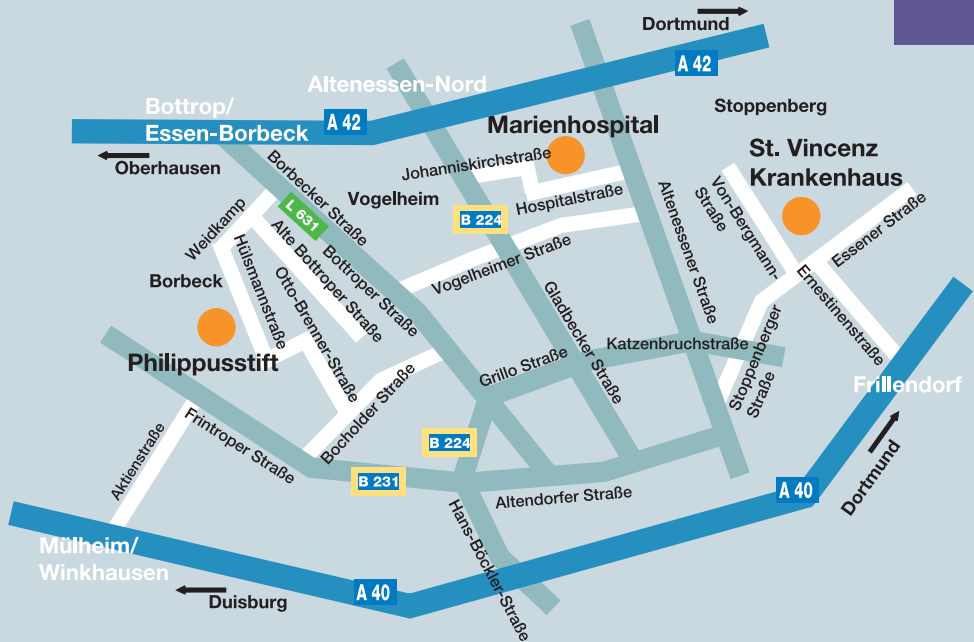 Dortmund
A 42
Altenessen-Nord
Bottrop/
Essen-Borbeck
A 42
Stoppenberg
Marienhospital
St. Vincenz
Krankenhaus
Oberhausen
Borbecker Straße
Johanniskirchstraße
Vogelheim
Hospitalstraße
Von-Bergmann-
Straße
Essener Straße
L 631
B 224
Weidkamp
Hülsmannstraße
Alte Bottroper Straße
Bottroper Straße
Vogelheimer Straße
Altenessener Straße
Borbeck
Otto-Brenner-Straße
Gladbecker Straße
Ernestinenstraße
Philippusstift
Grillo Straße
Katzenbruchstraße
Stoppenberger
Straße
Frillendorf
Frintroper Straße
Bocholder Straße
Aktienstraße
B 224
B 231
Altendorfer Straße
A 40
Dortmund
Hans-Böckler-Straße
Mülheim/
Winkhausen
A 40
Duisburg